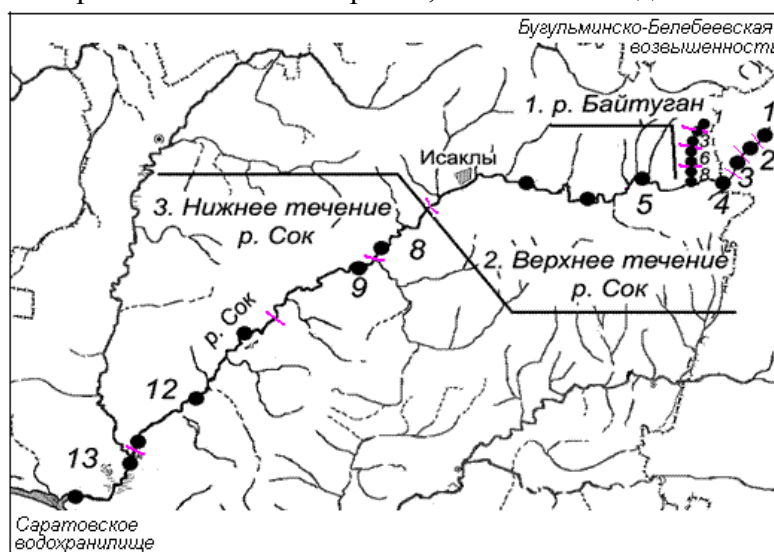 Бугульминско-Белебеевская
возвышенность
1. р. Байтуган
1
1
3
2
Исаклы
6
3
8
5
4
3. Нижнее течение
р. Сок
8
2. Верхнее течение
р. Сок
9
р. Сок
12
13
Саратовское
водохранилище